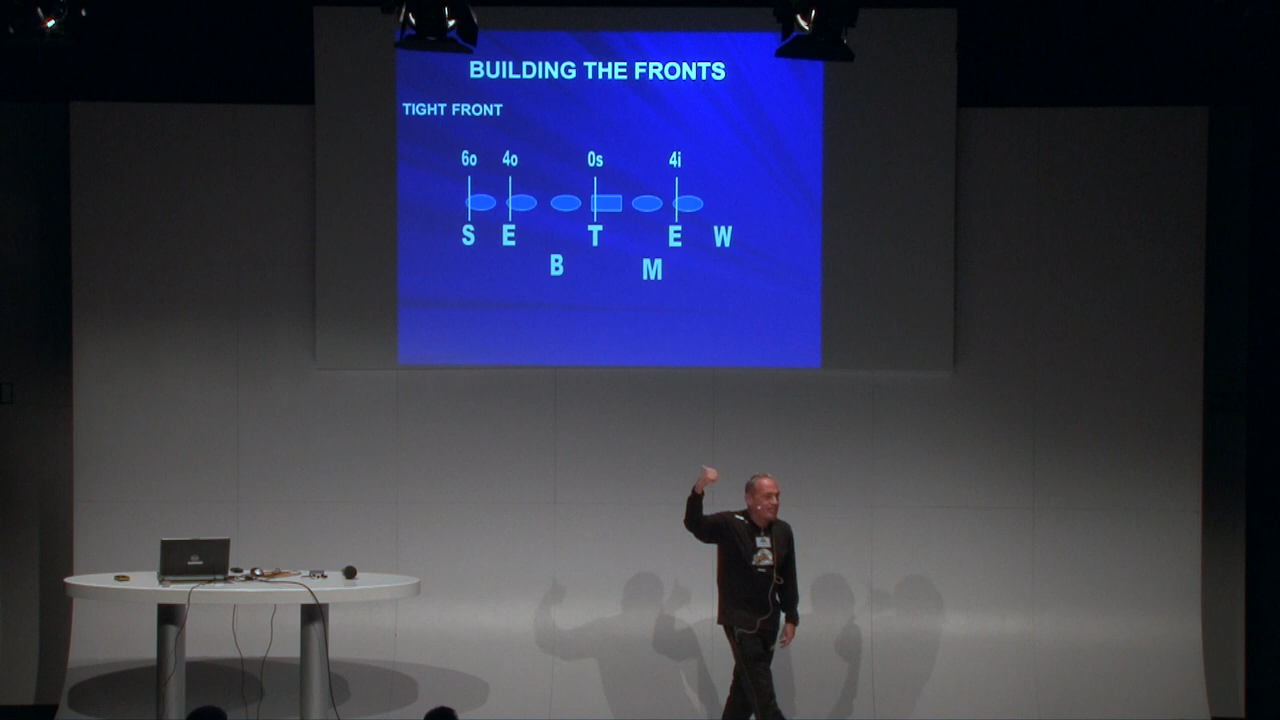 BUILDING THE FRONTS
TIGHT FRONT
6o 4o 0s 4i
S E T E W
B M